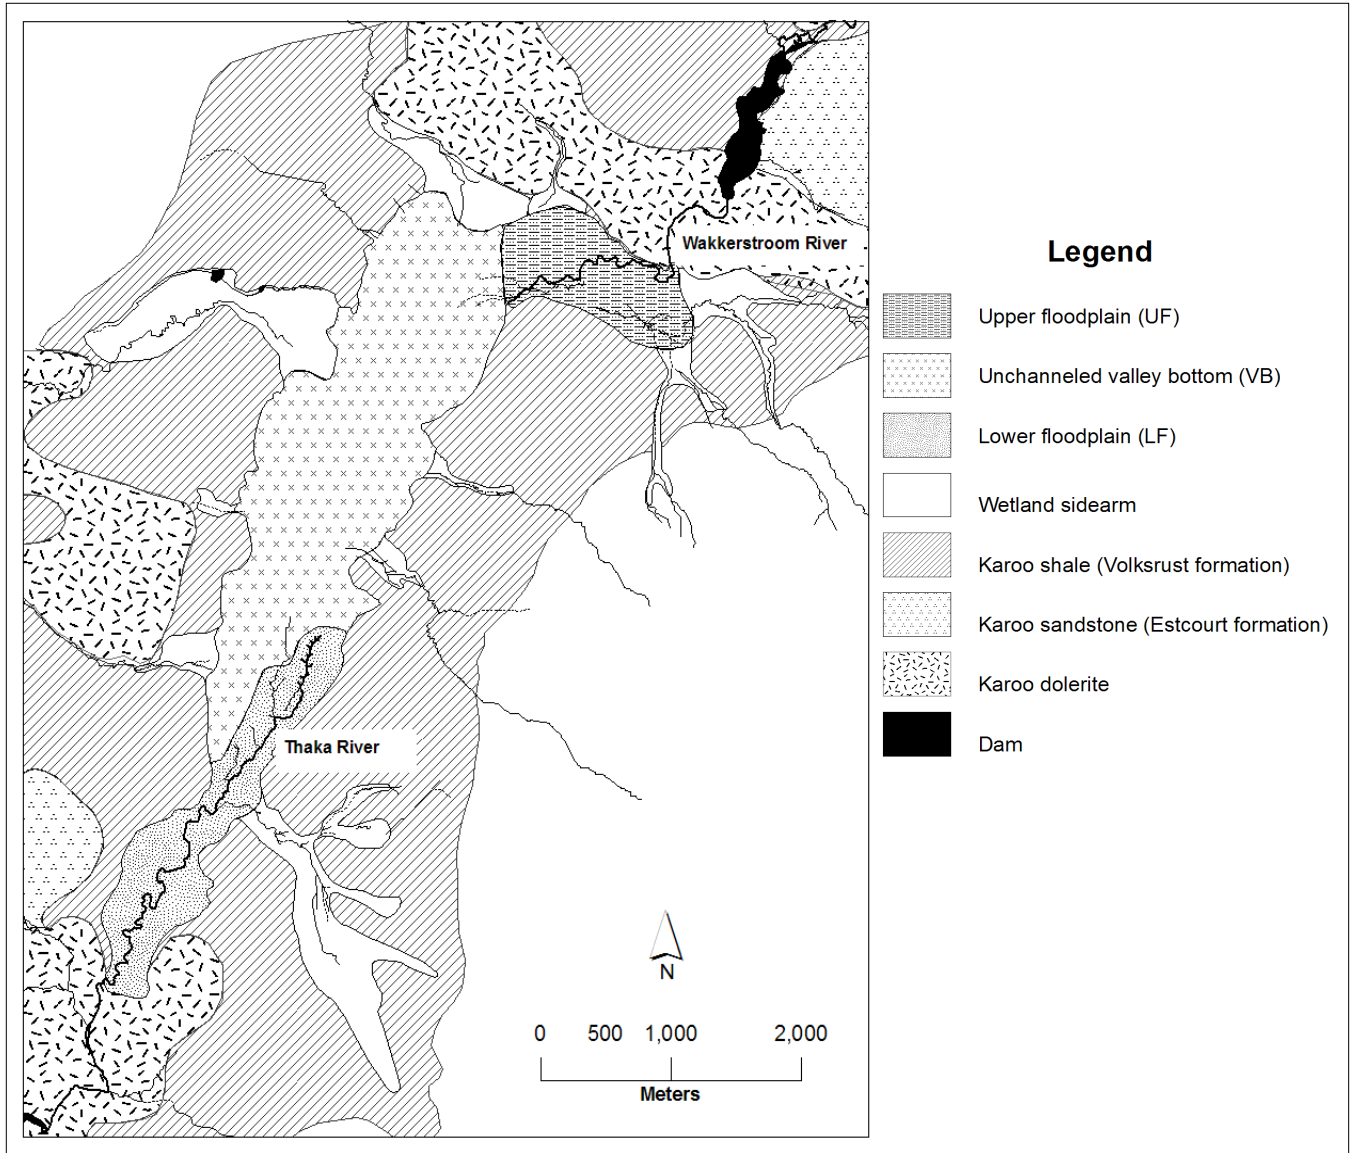 Wakkerstroom River
Thaka River
N
0 500 1,000 2,000
Meters
Legend
Upper floodplain (UF)
Unchanneled valley bottom (VB)
Lower floodplain (LF)
Wetland sidearm
Karoo shale (Volksrust formation)
Karoo sandstone (Estcourt formation)
Karoo dolerite
Dam